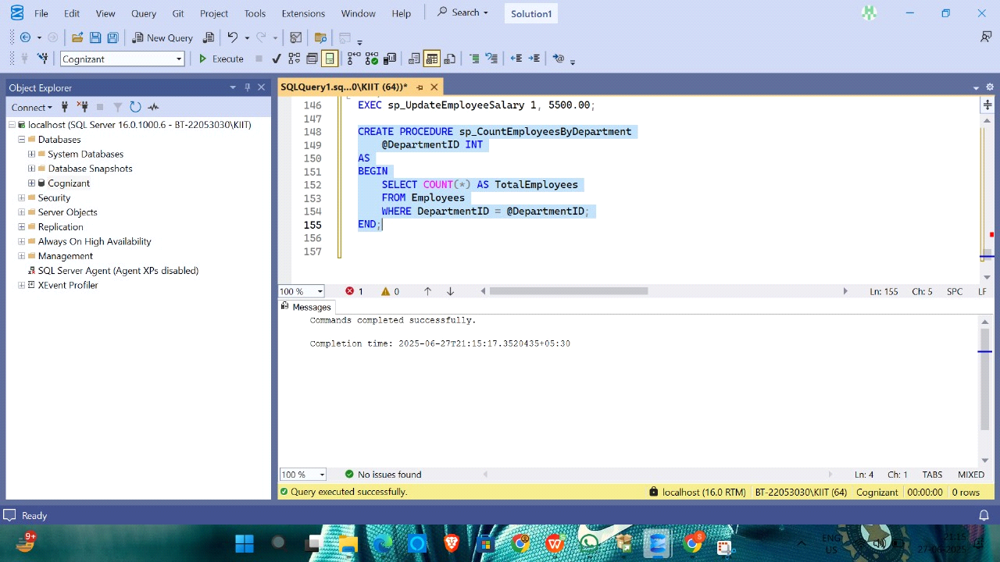 File Edit View Query Git Project Tools Extensions Window Help Search Solution1
New Query
Cognizant Execute
Object Explorer
Connect
localhost (SQL Server 16.0.1000.6 - BT-22053030\KIIT)
Databases
System Databases
Database Snapshots
Cognizant
Security
Server Objects
Replication
Always On High Availability
Management
SQL Server Agent (Agent XPs disabled)
XEvent Profiler
SQLQuery1.sq...0\KIIT (64))*
146 EXEC sp_UpdateEmployeeSalary 1, 5500.00;
147
148 CREATE PROCEDURE sp_CountEmployeesByDepartment
149 @DepartmentID INT
150 AS
151 BEGIN
152 SELECT COUNT(*) AS TotalEmployees
153 FROM Employees
154 WHERE DepartmentID = @DepartmentID;
155 END;
156
157
100 % 1 0 Ln: 155 Ch: 5 SPC LF
Messages
Commands completed successfully.
Completion time: 2025-06-27T21:15:17.3520435+05:30
100 % No issues found Ln: 4 Ch: 1 TABS MIXED
Query executed successfully. localhost (16.0 RTM) BT-22053030\KIIT (64) Cognizant 00:00:00 0 rows
Ready
9+
ENG
US
21:15
27-06-2025